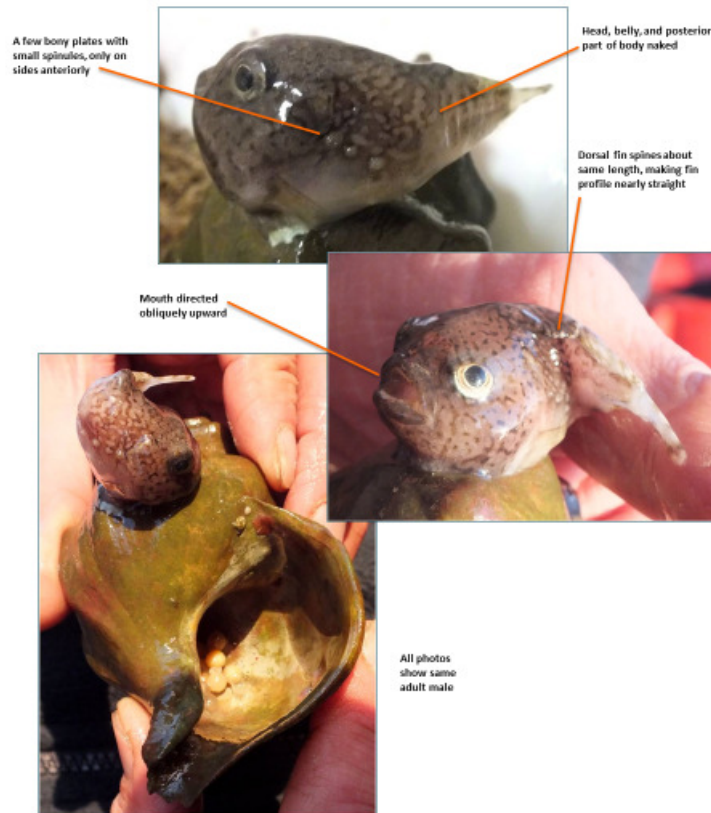 A few bony plates with
small spinules, only on
sides anteriorly
Head, belly, and posterior
part of body naked
Dorsal fin spines about
same length, making fin
profile nearly straight
Mouth directed
obliquely upward
All photos
show same
adult male